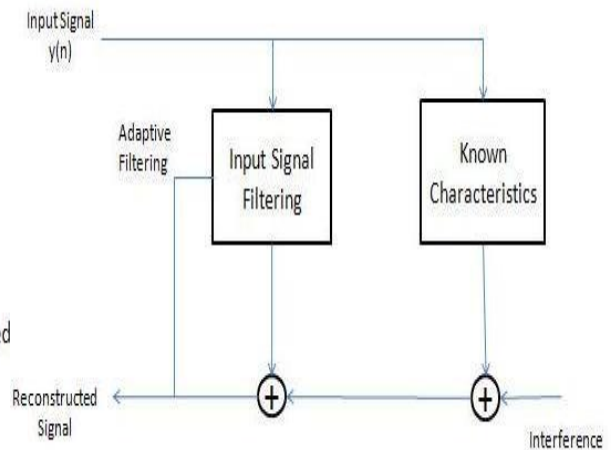 Input Signal
y(n)
Adaptive
Filtering
Input Signal
Filtering
Known
Characteristics
Reconstructed
Signal
+
+
Interference